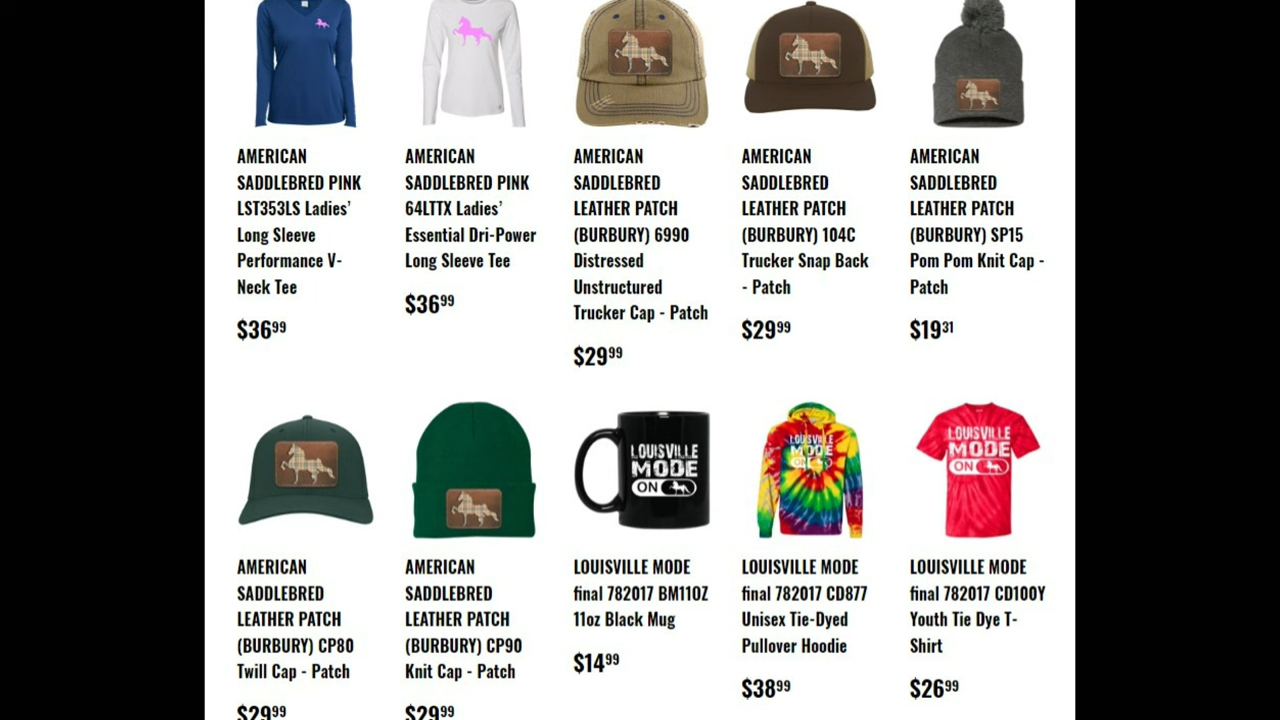 AMERICAN
SADDLEBRED PINK
LST353LS Ladies’
Long Sleeve
Performance V-
Neck Tee
$36.99
AMERICAN
SADDLEBRED PINK
64LTTX Ladies’
Essential Dri-Power
Long Sleeve Tee
$36.99
AMERICAN
SADDLEBRED
LEATHER PATCH
(BURBURY) 6990
Distressed
Unstructured
Trucker Cap - Patch
$29.99
AMERICAN
SADDLEBRED
LEATHER PATCH
(BURBURY) 104C
Trucker Snap Back
- Patch
$29.99
AMERICAN
SADDLEBRED
LEATHER PATCH
(BURBURY) SP15
Pom Pom Knit Cap -
Patch
$19.31
AMERICAN
SADDLEBRED
LEATHER PATCH
(BURBURY) CP80
Twill Cap - Patch
$29.99
AMERICAN
SADDLEBRED
LEATHER PATCH
(BURBURY) CP90
Knit Cap - Patch
$29.99
LOUISVILLE
MODE
ON
LOUISVILLE MODE
final 782017 BM11OZ
11oz Black Mug
$14.99
LOUISVILLE
MODE
ON
LOUISVILLE MODE
final 782017 CD877
Unisex Tie-Dyed
Pullover Hoodie
$38.99
LOUISVILLE
MODE
ON
LOUISVILLE MODE
final 782017 CD100Y
Youth Tie Dye T-
Shirt
$26.99